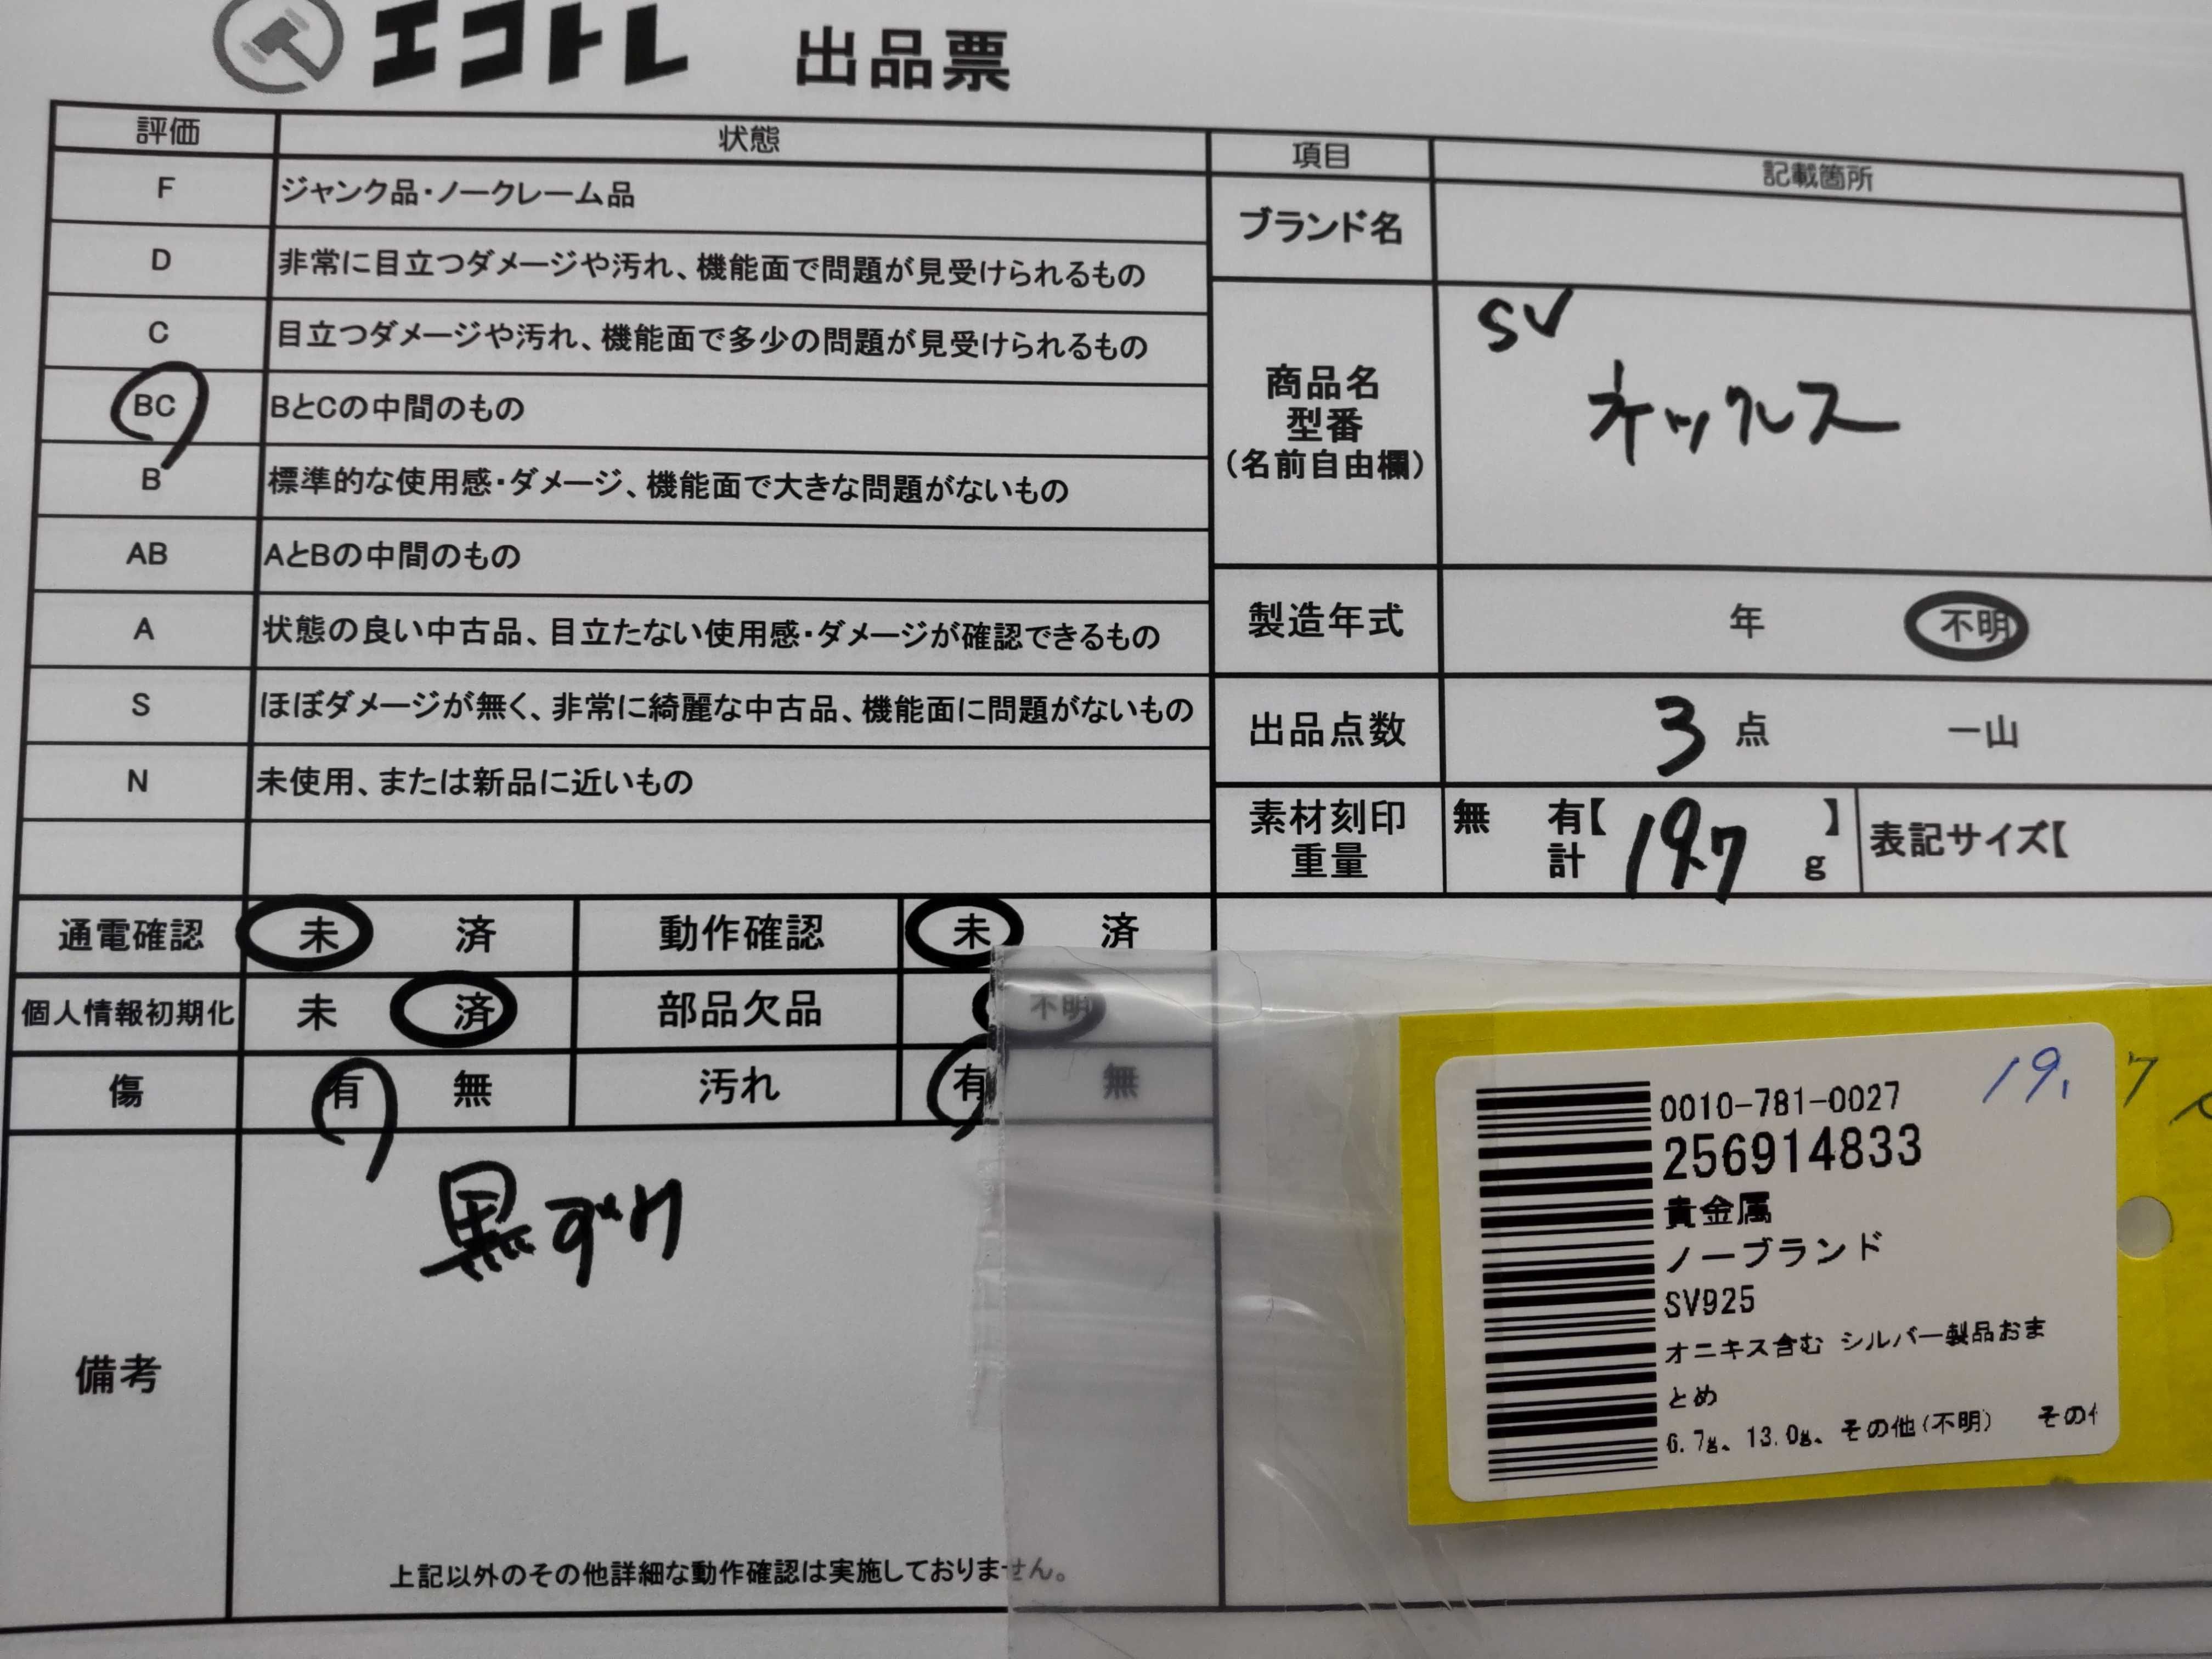 エコトレ 出品票
評価 状態 項目 記載箇所
F ジャンク品・ノークレーム品
D 非常に目立つダメージや汚れ、機能面で問題が見受けられるもの
C 目立つダメージや汚れ、機能面で多少の問題が見受けられるもの
BC BとCの中間のもの
B 標準的な使用感・ダメージ、機能面で大きな問題がないもの
AB AとBの中間のもの
A 状態の良い中古品、目立たない使用感・ダメージが確認できるもの
S ほぼダメージが無く、非常に綺麗な中古品、機能面に問題がないもの
N 未使用、または新品に近いもの
ブランド名
商品名
型番
(名前自由欄)
SV
ネックレス
製造年式 年 不明
出品点数 3 点 一山
素材刻印 無 有【 】
重量 計 19.7 g
表記サイズ【
通電確認 未 済 動作確認 未 済
個人情報初期化 未 済 部品欠品 不明
傷 有 無 汚れ 有 無
備考
黒ずけ
上記以外のその他詳細な動作確認は実施しておりません。
19.7
0010-781-0027
256914833
貴金属
ノーブランド
SV925
オニキス含む シルバー製品おま
とめ
6.7g、13.0g、その他(不明) その